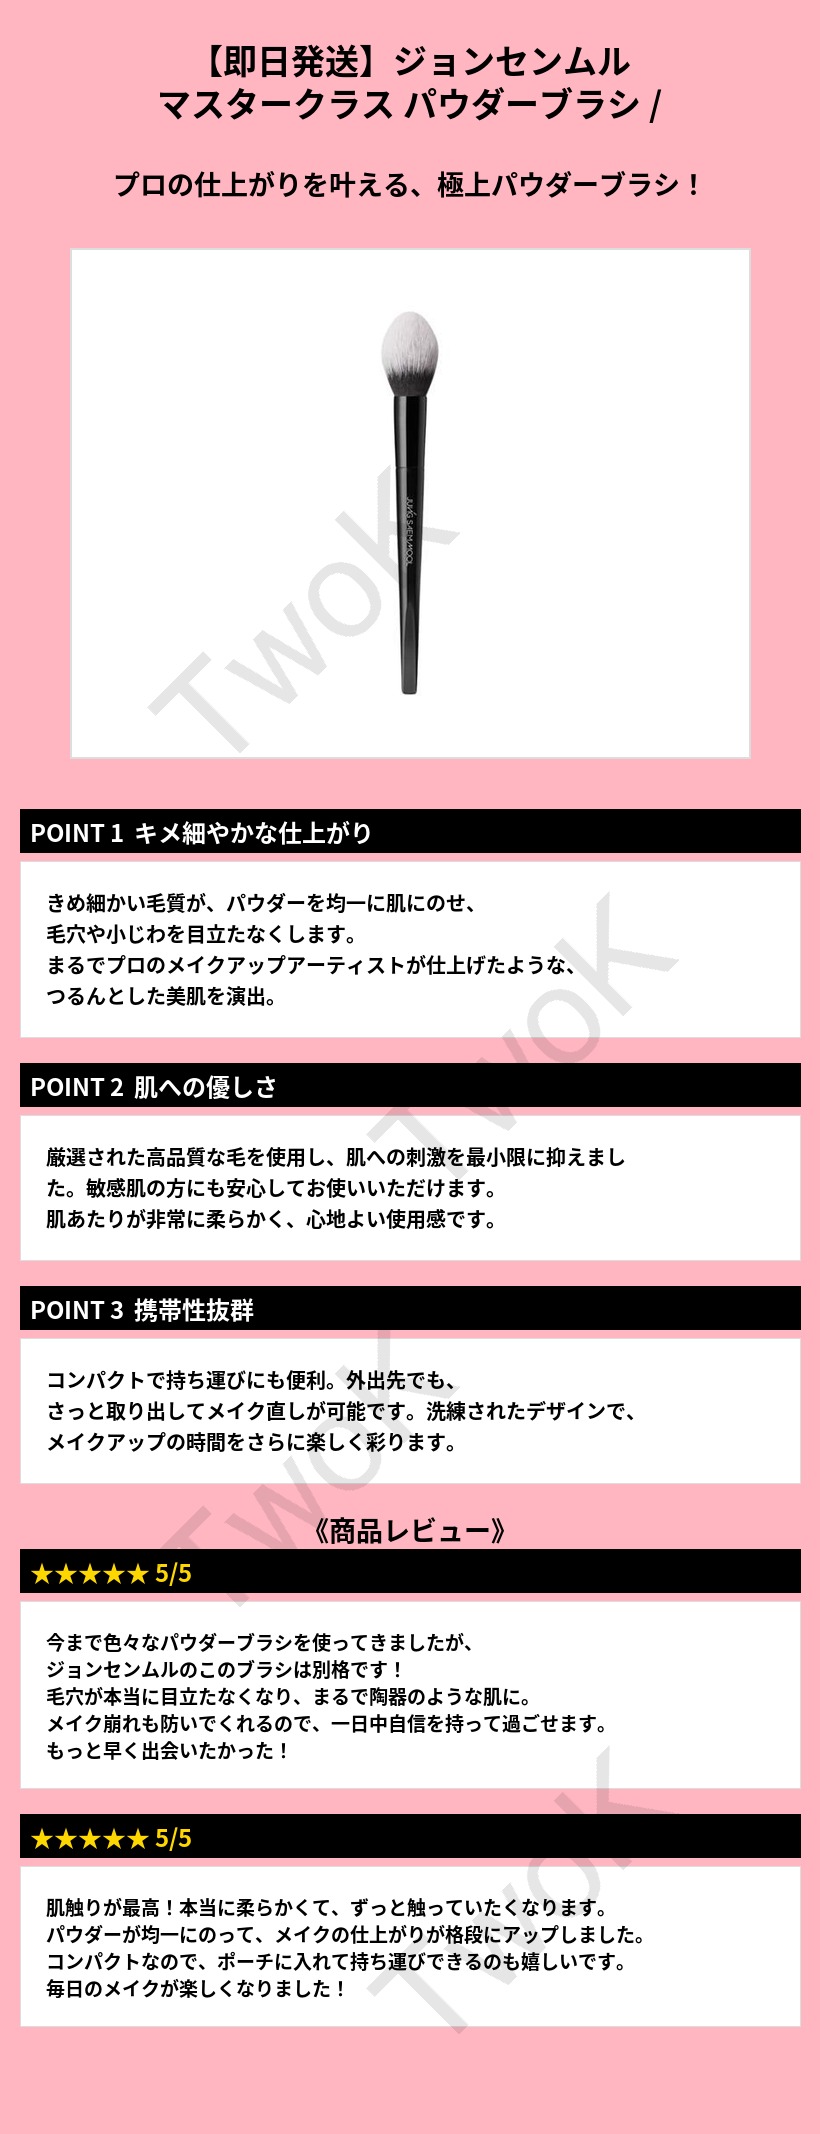 【即日発送】ジョンセンムル
マスタークラス パウダーブラシ /
プロの仕上がりを叶える、極上パウダーブラシ！
JUNG SAEM MOOL
TwoK
POINT 1 キメ細やかな仕上がり
きめ細かい毛質が、パウダーを均一に肌にのせ、
毛穴や小じわを目立たなくします。
まるでプロのメイクアップアーティストが仕上げたような、
つるんとした美肌を演出。
TwoK
POINT 2 肌への優しさ
厳選された高品質な毛を使用し、肌への刺激を最小限に抑えまし
た。敏感肌の方にも安心してお使いいただけます。
肌あたりが非常に柔らかく、心地よい使用感です。
POINT 3 携帯性抜群
コンパクトで持ち運びにも便利。外出先でも、
さっと取り出してメイク直しが可能です。洗練されたデザインで、
メイクアップの時間をさらに楽しく彩ります。
TwoK
《商品レビュー》
★★★★★ 5/5
今まで色々なパウダーブラシを使ってきましたが、
ジョンセンムルのこのブラシは別格です！
毛穴が本当に目立たなくなり、まるで陶器のような肌に。
メイク崩れも防いでくれるので、一日中自信を持って過ごせます。
もっと早く出会いたかった！
★★★★★ 5/5
肌触りが最高！本当に柔らかくて、ずっと触っていたくなります。
パウダーが均一にのって、メイクの仕上がりが格段にアップしました。
コンパクトなので、ポーチに入れて持ち運びできるのも嬉しいです。
毎日のメイクが楽しくなりました！
TwoK